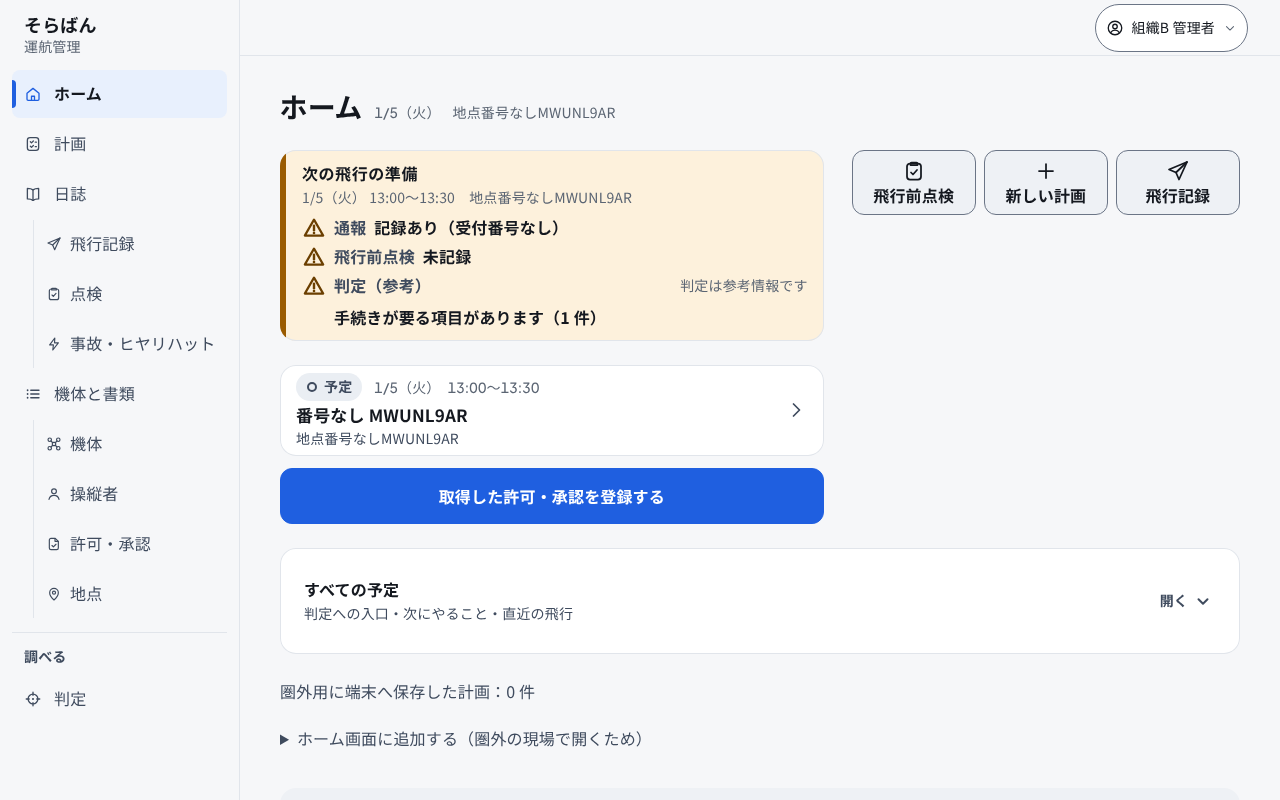 そらばん
運航管理
ホーム
計画
日誌
飛行記録
点検
事故・ヒヤリハット
機体と書類
機体
操縦者
許可・承認
地点
調べる
判定
組織B 管理者
ホーム 1/5（火） 地点番号なしMWUNL9AR
次の飛行の準備
1/5（火） 13:00〜13:30 地点番号なしMWUNL9AR
通報 記録あり（受付番号なし）
飛行前点検 未記録
判定（参考） 判定は参考情報です
手続きが要る項目があります（1 件）
飛行前点検
新しい計画
飛行記録
予定 1/5（火） 13:00〜13:30
番号なし MWUNL9AR
地点番号なしMWUNL9AR
取得した許可・承認を登録する
すべての予定
判定への入口・次にやること・直近の飛行
開く
圏外用に端末へ保存した計画：0 件
ホーム画面に追加する（圏外の現場で開くため）